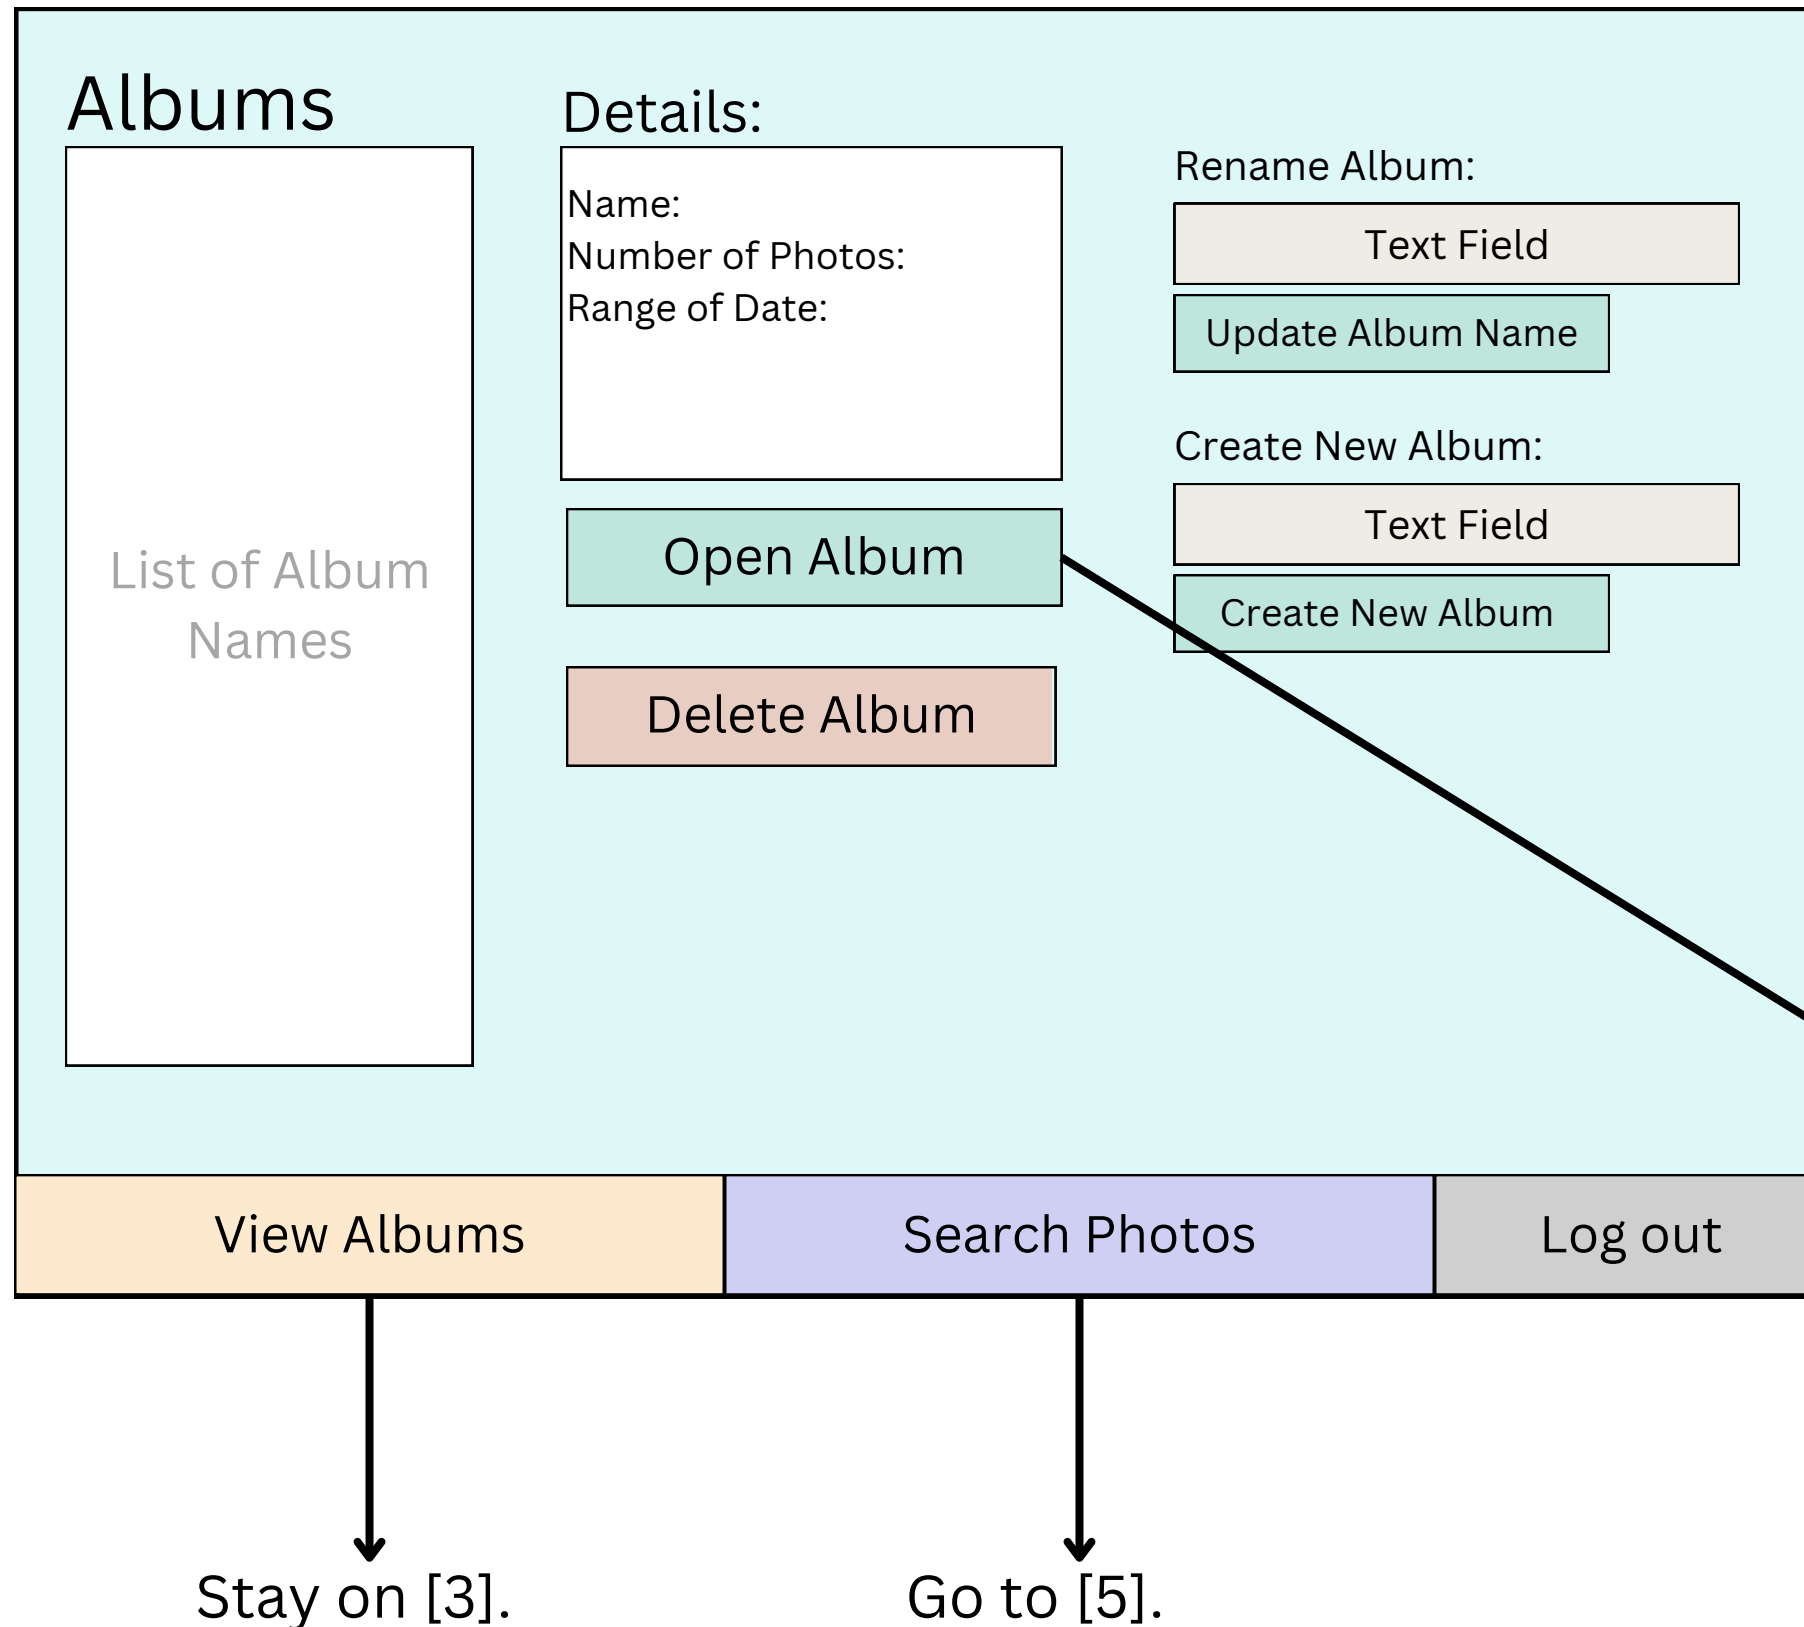 Albums
List of Album
Names
Details:
Name:
Number of Photos:
Range of Date:
Open Album
Delete Album
Rename Album:
Text Field
Update Album Name
Create New Album:
Text Field
Create New Album
View Albums
Search Photos
Log out
Stay on [3].
Go to [5].